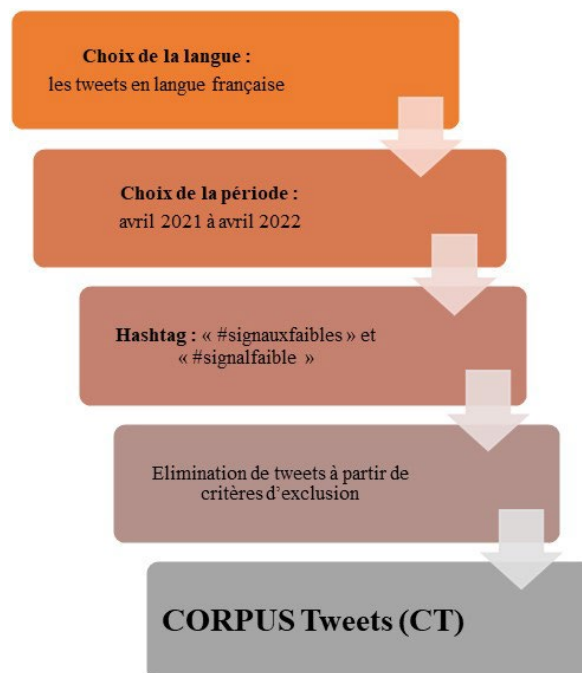 Choix de la langue :
les tweets en langue française
Choix de la période :
avril 2021 à avril 2022
Hashtag : « #signauxfaibles » et
« #signalfaible »
Elimination de tweets à partir de
critères d’exclusion
CORPUS Tweets (CT)